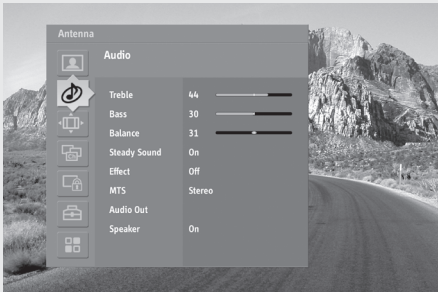 Antenna
Audio
Treble 44
Bass 30
Balance 31
Steady Sound On
Effect Off
MTS Stereo
Audio Out
Speaker On